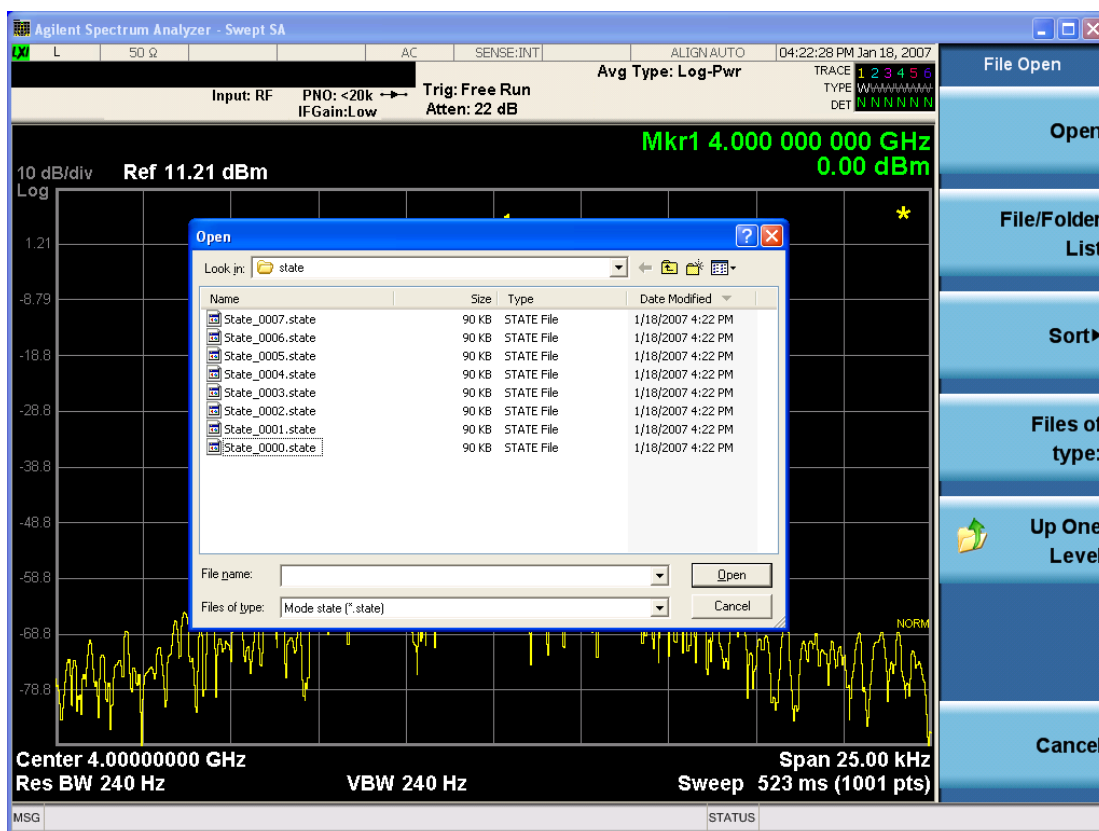 Agilent Spectrum Analyzer - Swept SA
LXI L 50 Ω AC SENSE:INT ALIGN AUTO 04:22:28 PM Jan 18, 2007
Input: RF PNO: <20k Trig: Free Run Avg Type: Log-Pwr TRACE 1 2 3 4 5 6
IFGain:Low Atten: 22 dB TYPE WWWWWW
DET N N N N N N
Mkr1 4.000 000 000 GHz
0.00 dBm
10 dB/div Ref 11.21 dBm
Log
1.21
-8.79
-18.8
-28.8
-38.8
-48.8
-58.8
-68.8
-78.8
Open
Look in: state
Name Size Type Date Modified
State_0007.state 90 KB STATE File 1/18/2007 4:22 PM
State_0006.state 90 KB STATE File 1/18/2007 4:22 PM
State_0005.state 90 KB STATE File 1/18/2007 4:22 PM
State_0004.state 90 KB STATE File 1/18/2007 4:22 PM
State_0003.state 90 KB STATE File 1/18/2007 4:22 PM
State_0002.state 90 KB STATE File 1/18/2007 4:22 PM
State_0001.state 90 KB STATE File 1/18/2007 4:22 PM
State_0000.state 90 KB STATE File 1/18/2007 4:22 PM
File name: Open
Files of type: Mode state (*.state) Cancel
NORM
Center 4.00000000 GHz Span 25.00 kHz
Res BW 240 Hz VBW 240 Hz Sweep 523 ms (1001 pts)
MSG STATUS
File Open
Open
File/Folder
List
Sort
Files of
type:
Up One
Level
Cancel